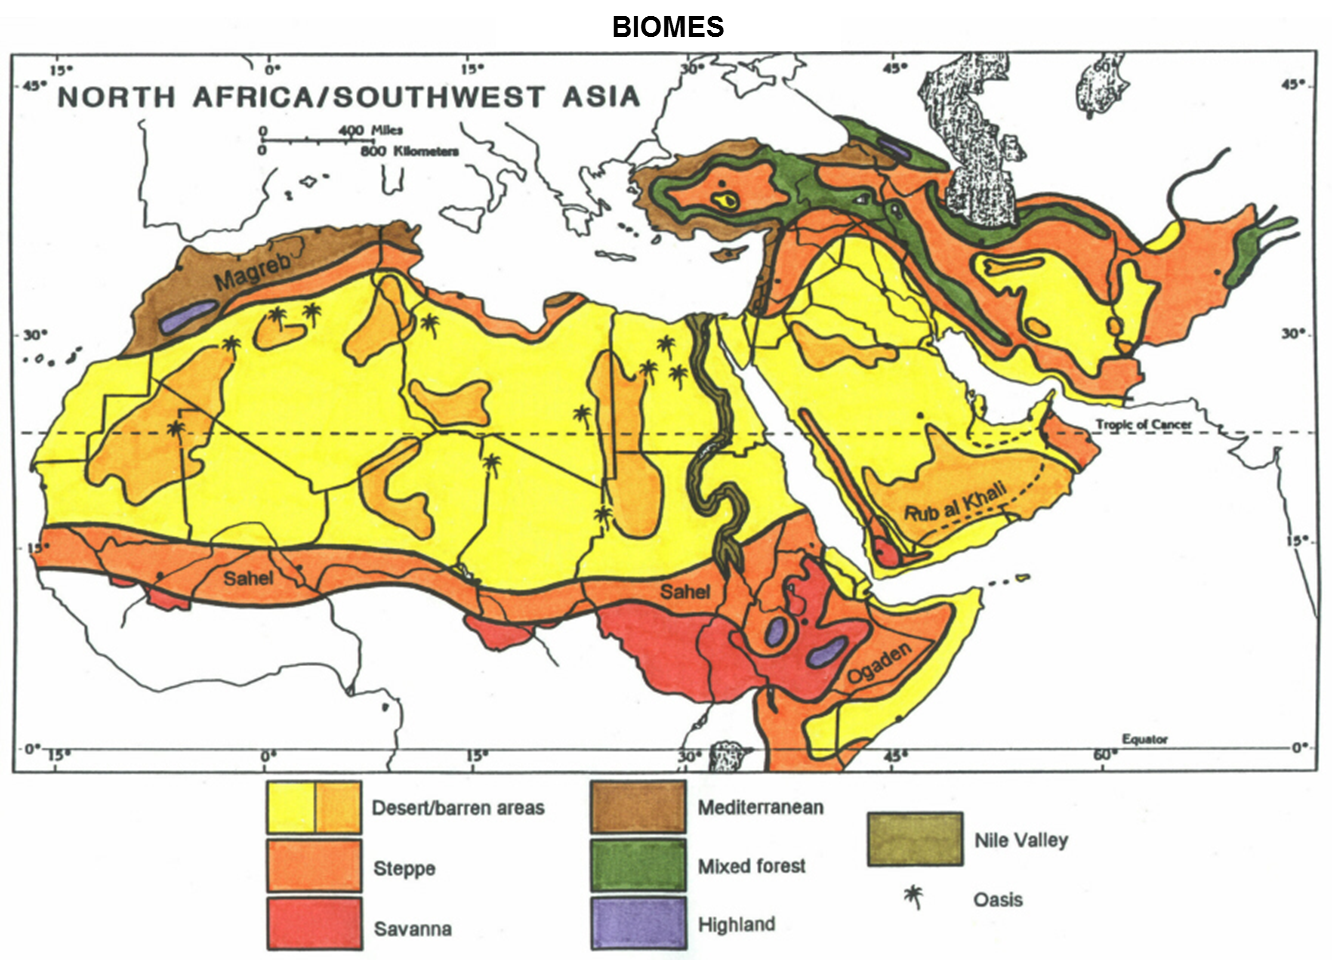 BIOMES
15° 0° 15° 30° 45° 60°
45° 45°
NORTH AFRICA/SOUTHWEST ASIA
0 400 Miles
0 800 Kilometers
Magreb
30° 30°
Tropic of Cancer
Rub al Khali
15° 15°
Sahel
Sahel
Ogaden
Equator
0° 0°
15° 0° 15° 30° 45° 60°
Desert/barren areas
Steppe
Savanna
Mediterranean
Mixed forest
Highland
Nile Valley
Oasis